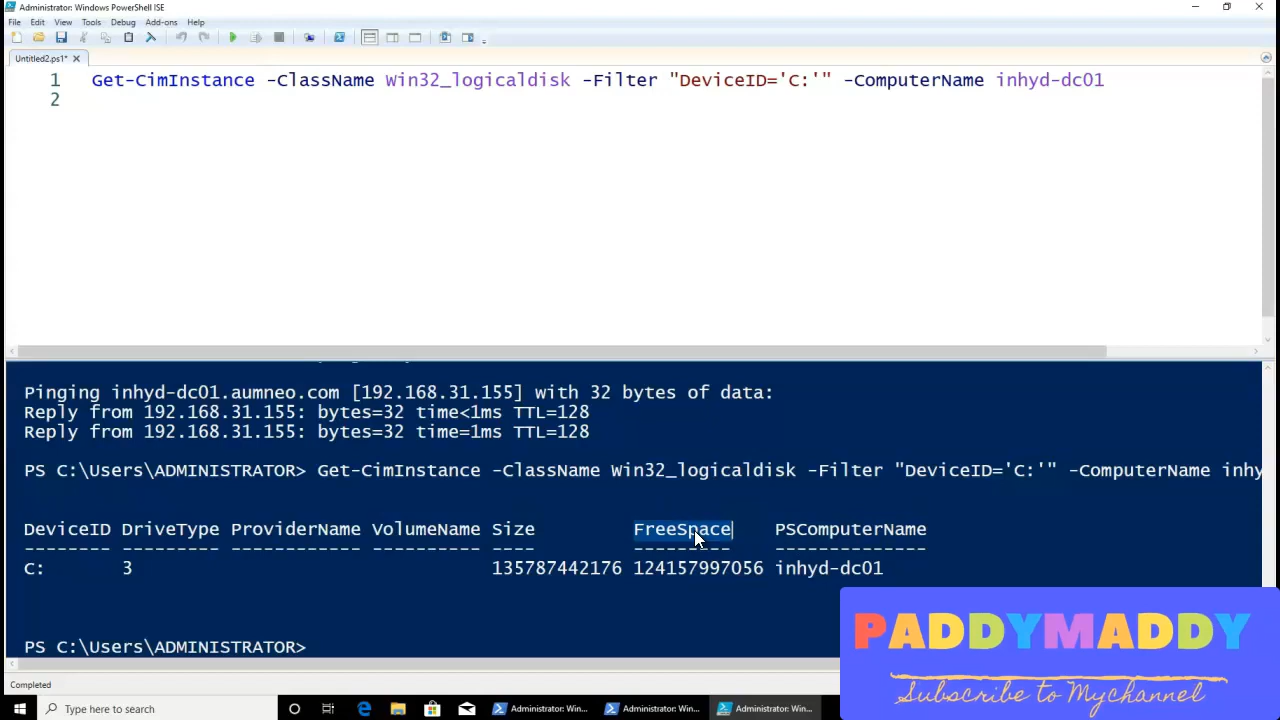 Administrator: Windows PowerShell ISE
File Edit View Tools Debug Add-ons Help
Untitled2.ps1*
1 Get-CimInstance -ClassName Win32_logicaldisk -Filter "DeviceID='C:'" -ComputerName inhyd-dc01
2
Pinging inhyd-dc01.aumneo.com [192.168.31.155] with 32 bytes of data:
Reply from 192.168.31.155: bytes=32 time<1ms TTL=128
Reply from 192.168.31.155: bytes=32 time=1ms TTL=128
PS C:\Users\ADMINISTRATOR> Get-CimInstance -ClassName Win32_logicaldisk -Filter "DeviceID='C:'" -ComputerName inhy
DeviceID DriveType ProviderName VolumeName Size FreeSpace PSComputerName
-------- --------- ------------ ---------- ---- --------- --------------
C: 3 135787442176 124157997056 inhyd-dc01
PS C:\Users\ADMINISTRATOR>
PADDYMADDY
Subscribe to Mychannel
Completed
Type here to search
Administrator: Win...
Administrator: Win...
Administrator: Win...